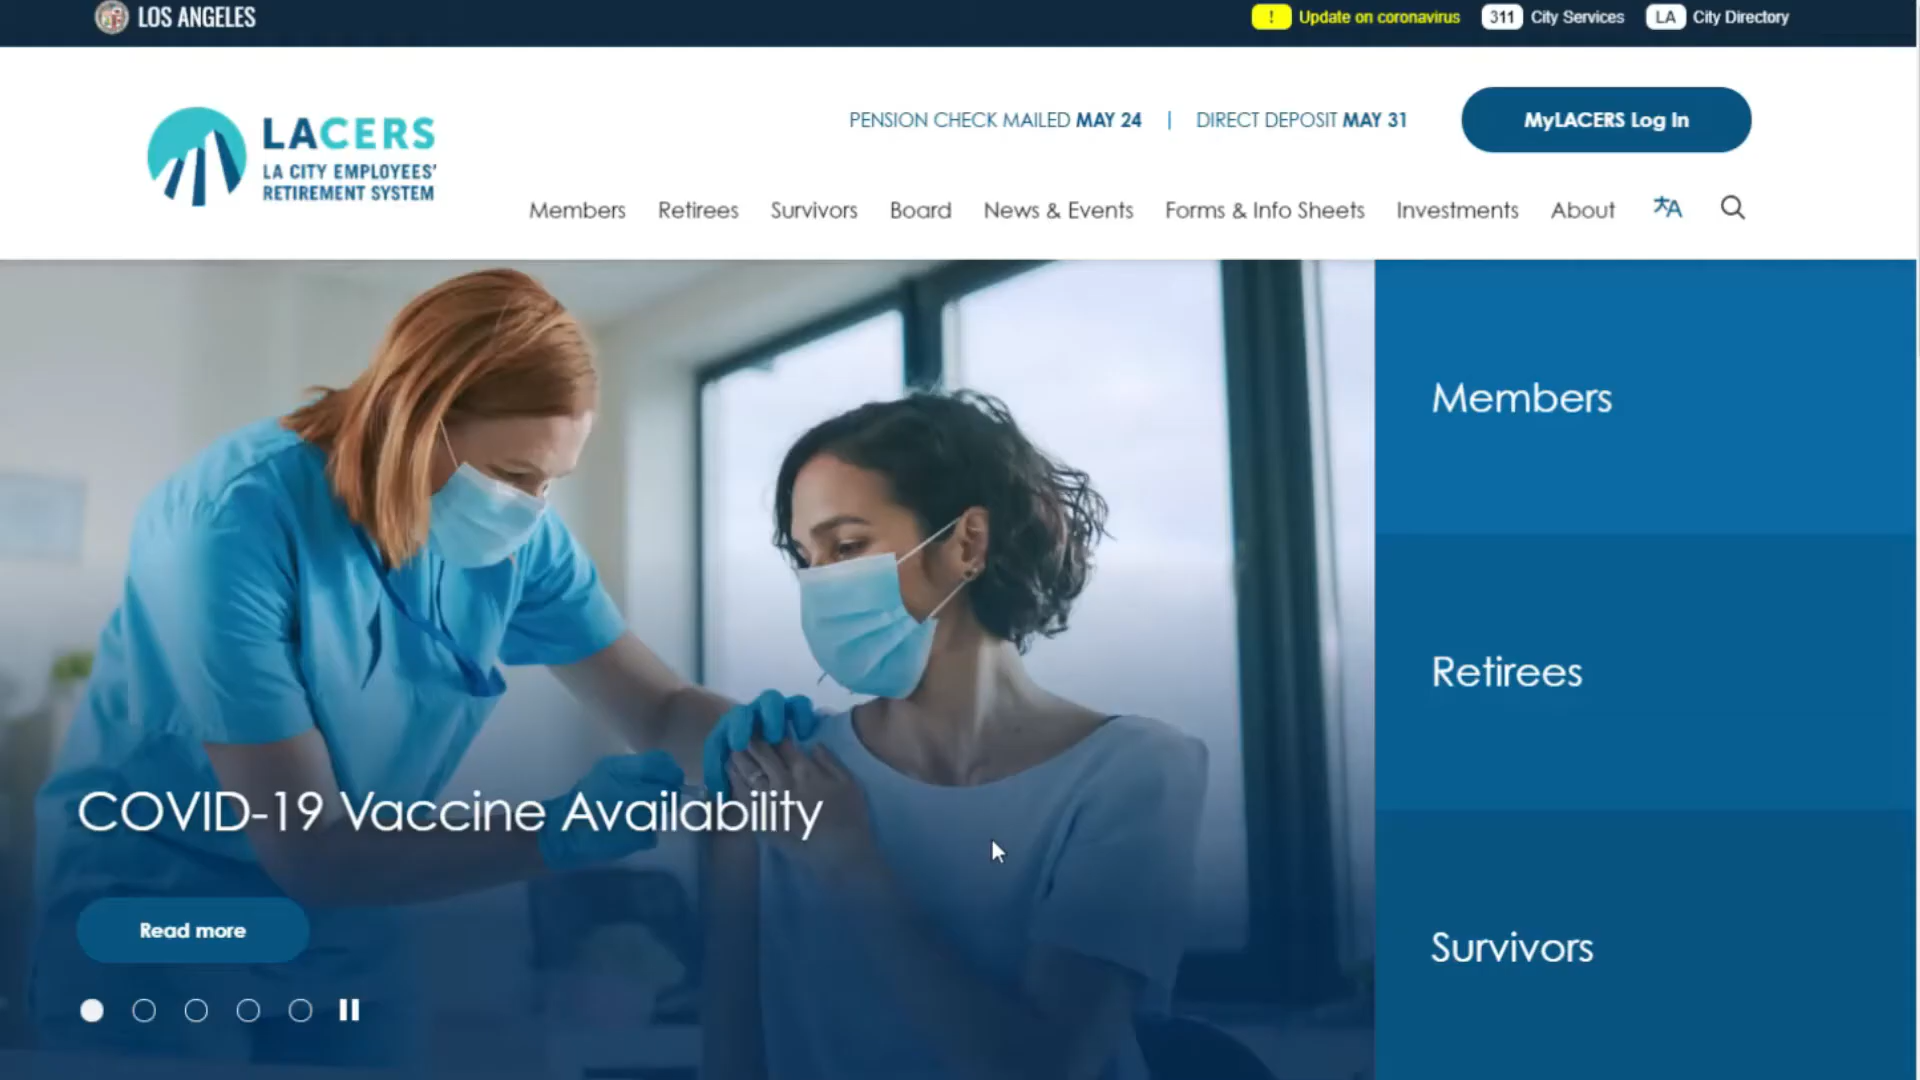 LOS ANGELES
! Update on coronavirus 311 City Services LA City Directory
PENSION CHECK MAILED MAY 24 | DIRECT DEPOSIT MAY 31
MyLACERS Log In
LACERS
LA CITY EMPLOYEES'
RETIREMENT SYSTEM
Members Retirees Survivors Board News & Events Forms & Info Sheets Investments About
Members
Retirees
COVID-19 Vaccine Availability
Read more
Survivors